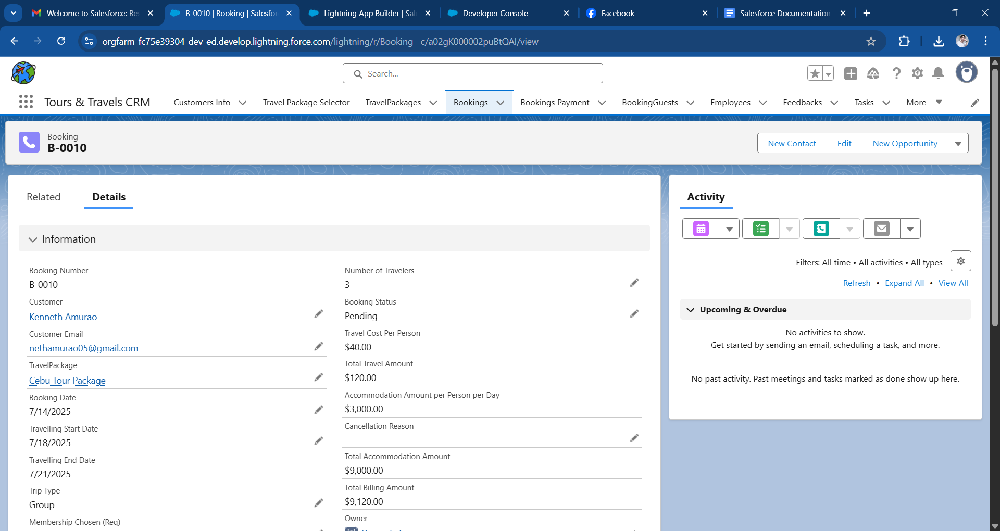 Welcome to Salesforce: Res
B-0010 | Booking | Salesfor
Lightning App Builder | Sal
Developer Console
Facebook
Salesforce Documentation
orgfarm-fc75e39304-dev-ed.develop.lightning.force.com/lightning/r/Booking__c/a02gK000002puBtQAI/view
Search...
Tours & Travels CRM
Customers Info
Travel Package Selector
TravelPackages
Bookings
Bookings Payment
BookingGuests
Employees
Feedbacks
Tasks
More
Booking
B-0010
New Contact
Edit
New Opportunity
Related
Details
Information
Booking Number
B-0010
Customer
Kenneth Amurao
Customer Email
nethamurao05@gmail.com
TravelPackage
Cebu Tour Package
Booking Date
7/14/2025
Travelling Start Date
7/18/2025
Travelling End Date
7/21/2025
Trip Type
Group
Membership Chosen (Req)
Number of Travelers
3
Booking Status
Pending
Travel Cost Per Person
$40.00
Total Travel Amount
$120.00
Accommodation Amount per Person per Day
$3,000.00
Cancellation Reason
Total Accommodation Amount
$9,000.00
Total Billing Amount
$9,120.00
Owner
Activity
Filters: All time • All activities • All types
Refresh • Expand All • View All
Upcoming & Overdue
No activities to show.
Get started by sending an email, scheduling a task, and more.
No past activity. Past meetings and tasks marked as done show up here.